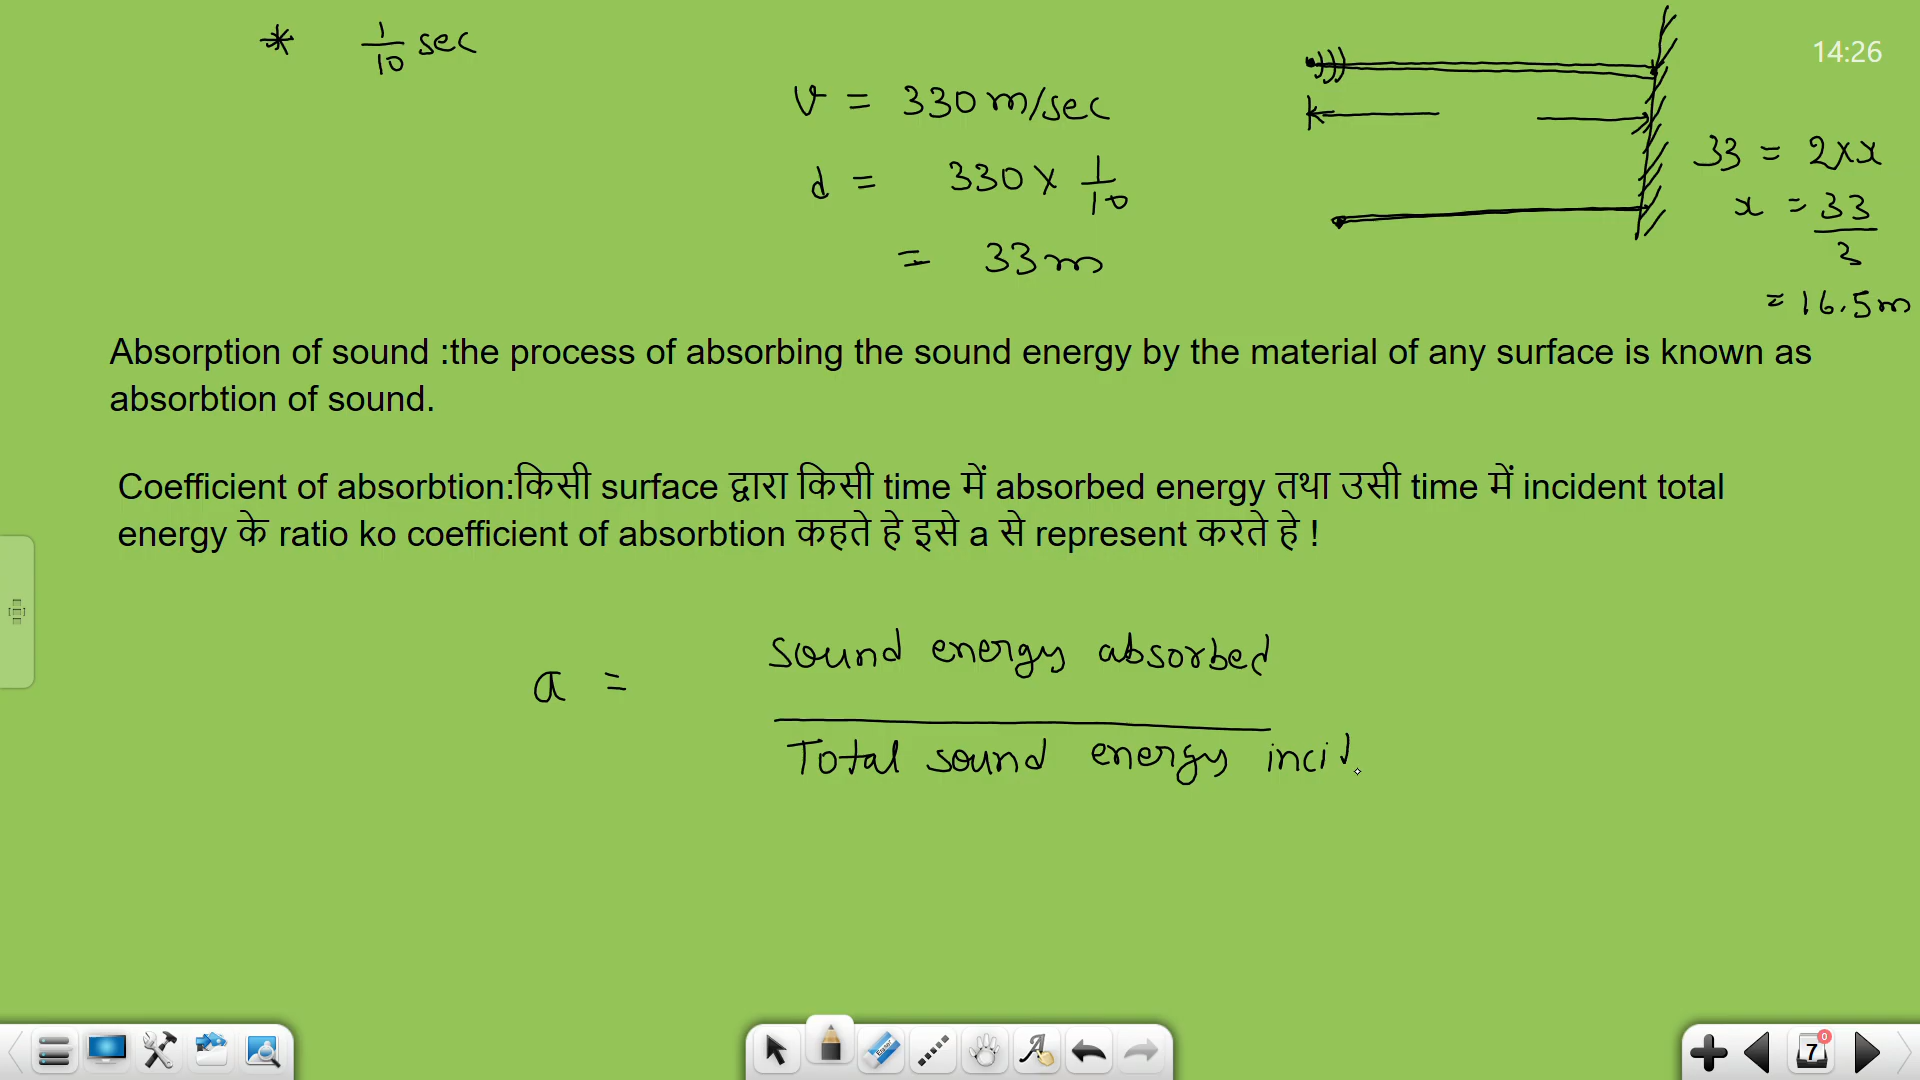 * 1/10 sec
14:26
v = 330 m/sec
d = 330 x 1/10
= 33 m
33 = 2xx
x = 33/2
= 16.5 m
Absorption of sound :the process of absorbing the sound energy by the material of any surface is known as
absorbtion of sound.
Coefficient of absorbtion:किसी surface द्वारा किसी time में absorbed energy तथा उसी time में incident total
energy के ratio ko coefficient of absorbtion कहते हे इसे a से represent करते हे !
a = sound energy absorbed
Total sound energy inci
7
0